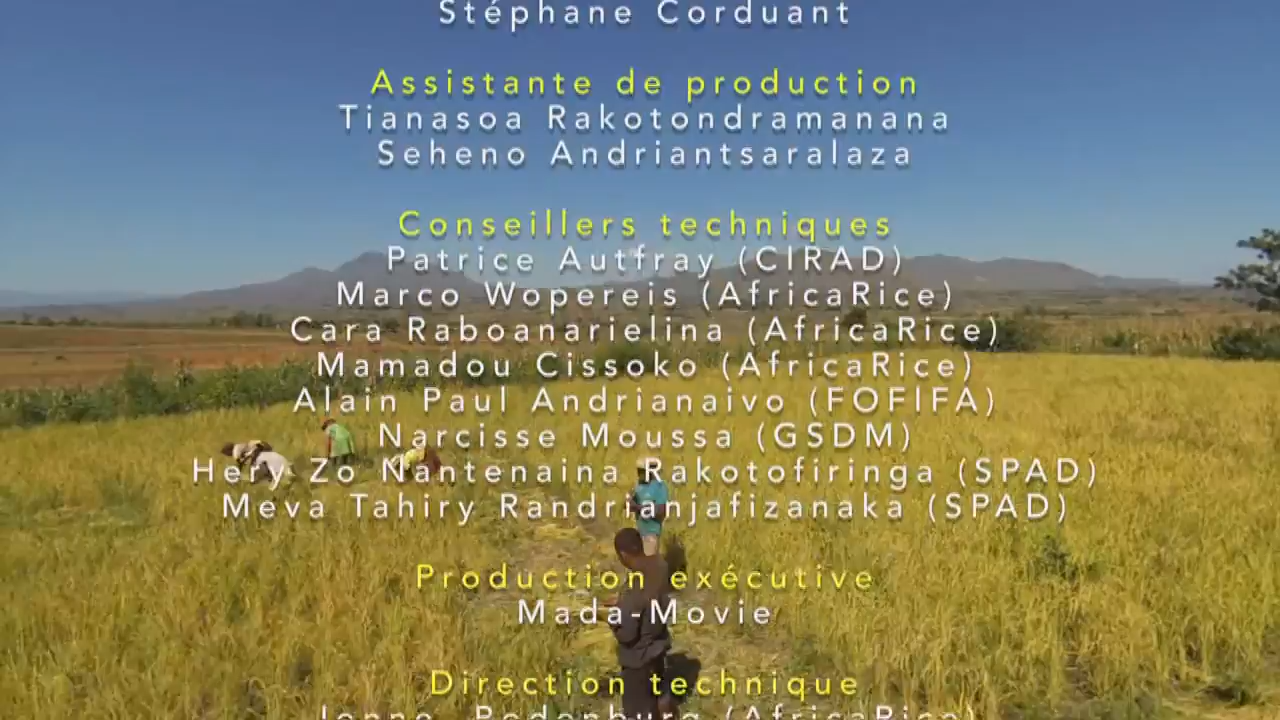 Stéphane Corduant
Assistante de production
Tianasoa Rakotondramanana
Seheno Andriantsaralaza
Conseillers techniques
Patrice Autfray (CIRAD)
Marco Wopereis (AfricaRice)
Cara Raboanarielina (AfricaRice)
Mamadou Cissoko (AfricaRice)
Alain Paul Andrianaivo (FOFIFA)
Narcisse Moussa (GSDM)
Hery Zo Nantenaina Rakotofiringa (SPAD)
Meva Tahiry Randrianjafizanaka (SPAD)
Production exécutive
Mada-Movie
Direction technique
Rodenburg (AfricaRice)